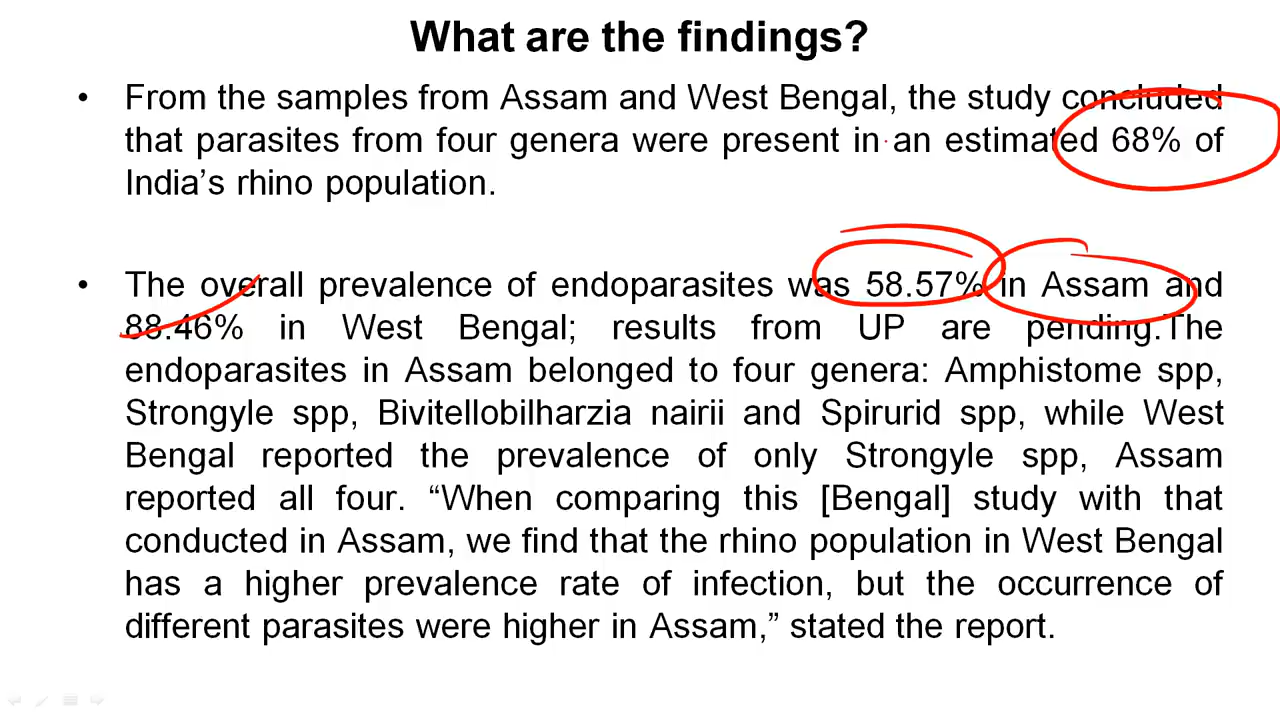 What are the findings?
• From the samples from Assam and West Bengal, the study concluded
that parasites from four genera were present in an estimated 68% of
India’s rhino population.
• The overall prevalence of endoparasites was 58.57% in Assam and
88.46% in West Bengal; results from UP are pending.The
endoparasites in Assam belonged to four genera: Amphistome spp,
Strongyle spp, Bivitellobilharzia nairii and Spirurid spp, while West
Bengal reported the prevalence of only Strongyle spp, Assam
reported all four. “When comparing this [Bengal] study with that
conducted in Assam, we find that the rhino population in West Bengal
has a higher prevalence rate of infection, but the occurrence of
different parasites were higher in Assam,” stated the report.